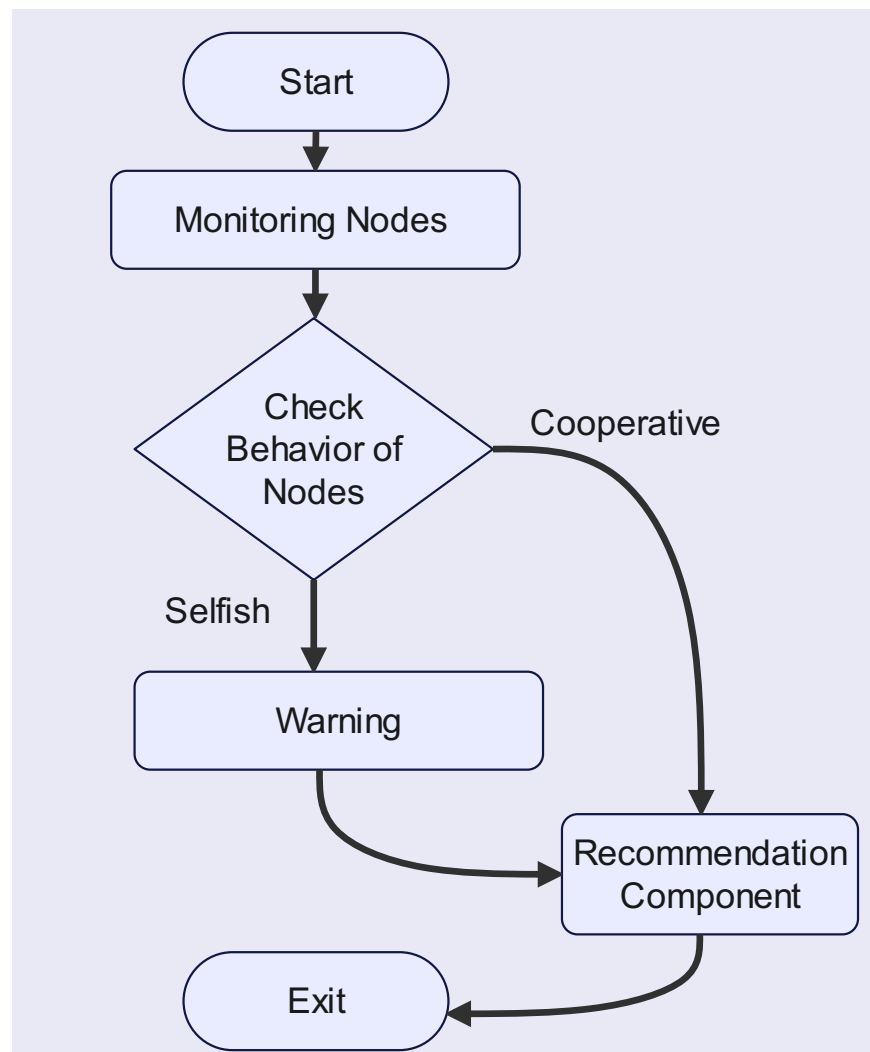 Start
Monitoring Nodes
Check
Behavior of
Nodes
Cooperative
Selfish
Warning
Recommendation
Component
Exit